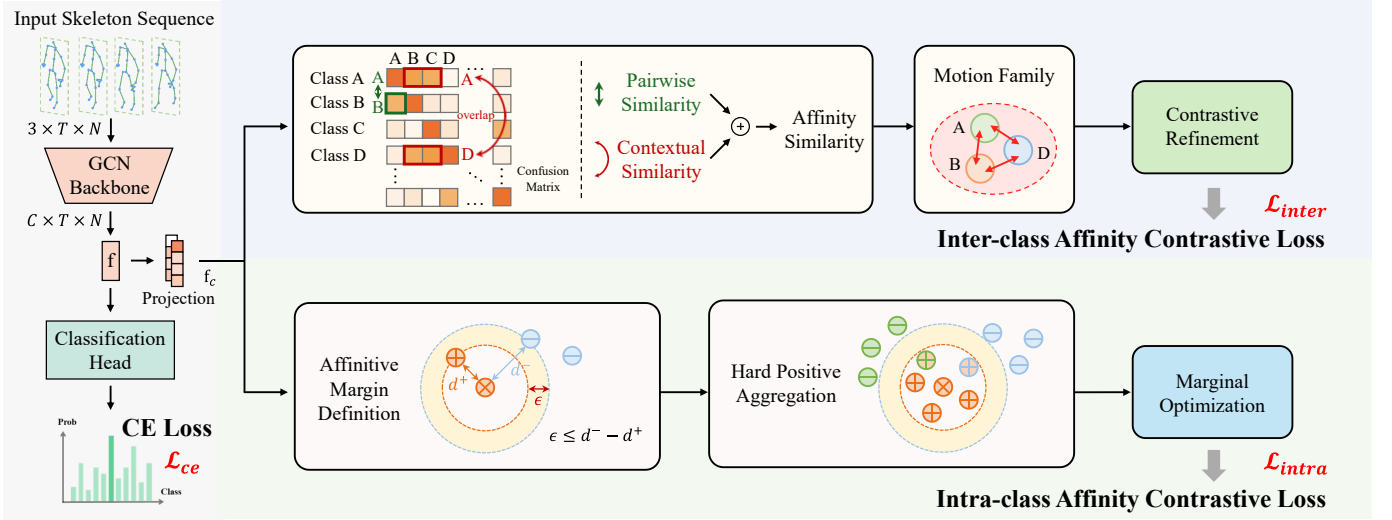 Input Skeleton Sequence
3 × T × N
GCN
Backbone
C × T × N
f
Projection
f_c
Classification
Head
CE Loss
ℒ_ce
Prob
Class
A B C D ...
Class A A A
Class B B
Class C
Class D D
overlap
Confusion
Matrix
Pairwise
Similarity
Contextual
Similarity
+
Affinity
Similarity
Motion Family
A
B
D
Contrastive
Refinement
ℒ_inter
Inter-class Affinity Contrastive Loss
Affinitive
Margin
Definition
d⁺
d⁻
ϵ
ϵ ≤ d⁻ − d⁺
Hard Positive
Aggregation
Marginal
Optimization
ℒ_intra
Intra-class Affinity Contrastive Loss